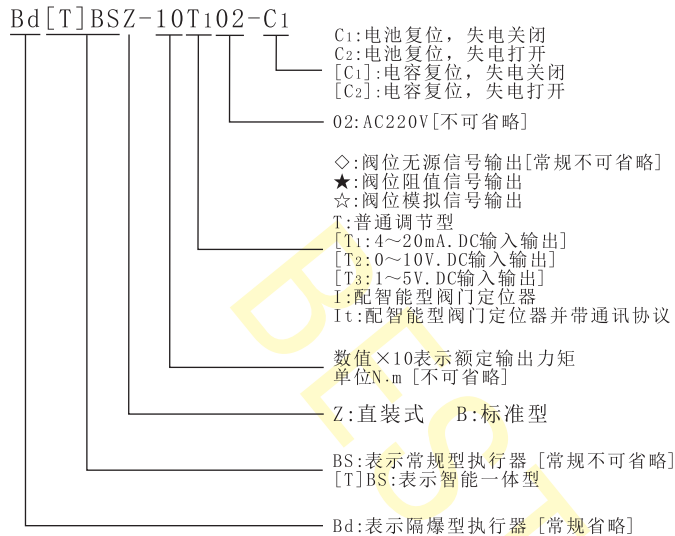 Bd[T]BSZ-10T₁02-C₁
C₁:电池复位，失电关闭
C₂:电池复位，失电打开
[C₁]:电容复位，失电关闭
[C₂]:电容复位，失电打开
02:AC220V[不可省略]
◇:阀位无源信号输出[常规不可省略]
★:阀位阻值信号输出
☆:阀位模拟信号输出
T:普通调节型
[T₁:4～20mA.DC输入输出]
[T₂:0～10V.DC输入输出]
[T₃:1～5V.DC输入输出]
I:配智能型阀门定位器
It:配智能型阀门定位器并带通讯协议
数值×10表示额定输出力矩
单位N.m [不可省略]
Z:直装式 B:标准型
BS:表示常规型执行器 [常规不可省略]
[T]BS:表示智能一体型
Bd:表示隔爆型执行器 [常规省略]
BEST